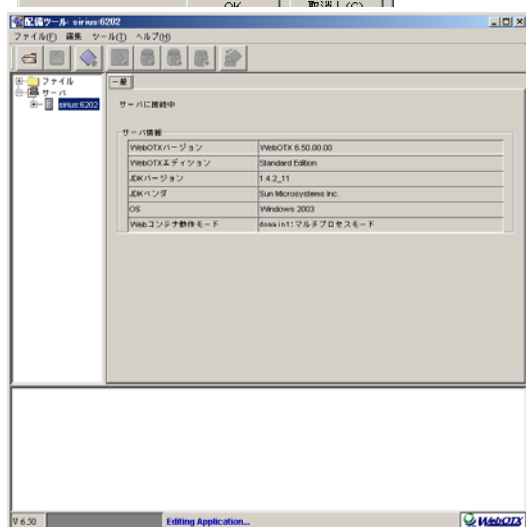 OK 取消し(C)
配備ツール: sirius:6202
ファイル(F) 編集 ツール(T) ヘルプ(H)
ファイル
サーバ
sirius:6202
一般
サーバに接続中
サーバ情報
WebOTXバージョン WebOTX 6.50.00.00
WebOTXエディション Standard Edition
JDKバージョン 1.4.2_11
JDKベンダ Sun Microsystems Inc.
OS Windows 2003
Webコンテナ動作モード domain1:マルチプロセスモード
V 6.50 Editing Application... WebOTX